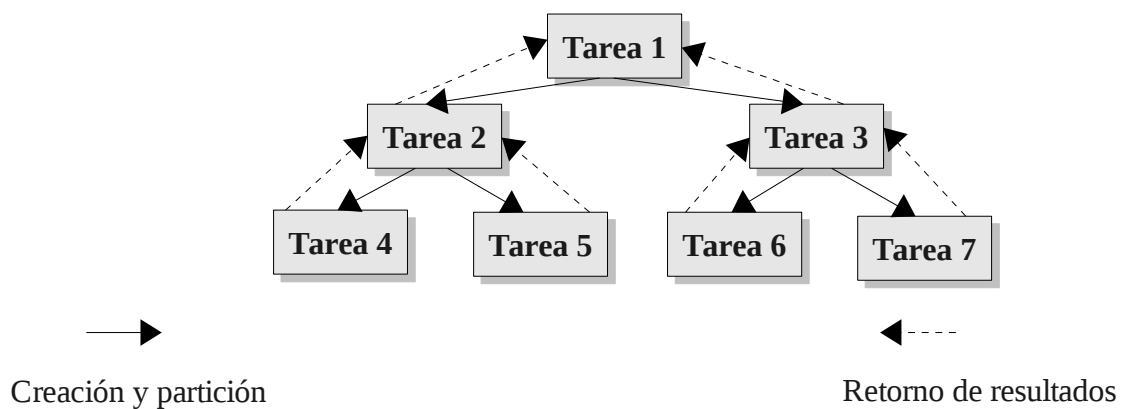 Tarea 1
Tarea 2
Tarea 3
Tarea 4
Tarea 5
Tarea 6
Tarea 7
Creación y partición
Retorno de resultados